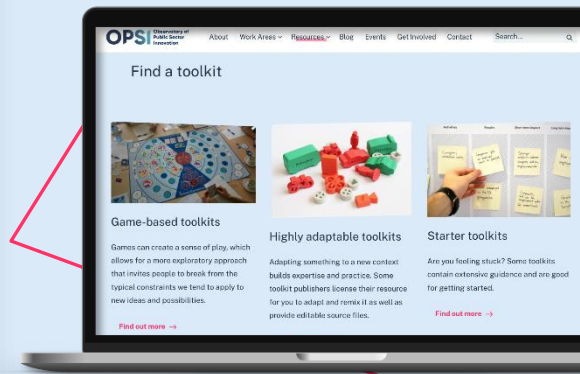 OPSI Observatory of Public Sector Innovation
About Work Areas Resources Blog Events Get Involved Contact Search...
Find a toolkit
Game-based toolkits
Games can create a sense of play, which
allows for a more exploratory approach
that invites people to break from the
typical constraints we tend to apply to
new ideas and possibilities.
Find out more →
Highly adaptable toolkits
Adapting something to a new context
builds expertise and practice. Some
toolkit publishers license their resource
for you to adapt and remix it as well as
provide editable source files.
Starter toolkits
Are you feeling stuck? Some toolkits
contain extensive guidance and are good
for getting started.
Find out more →